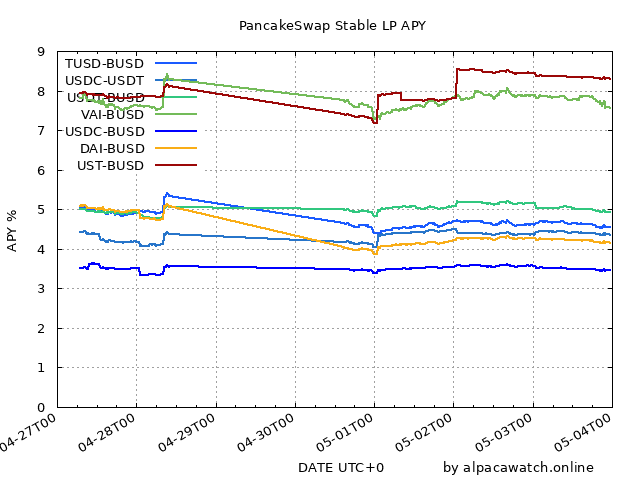 PancakeSwap Stable LP APY
TUSD-BUSD
USDC-USDT
USDT-BUSD
VAI-BUSD
USDC-BUSD
DAI-BUSD
UST-BUSD
APY %
9
8
7
6
5
4
3
2
1
0
04-27T00
04-28T00
04-29T00
04-30T00
05-01T00
05-02T00
05-03T00
05-04T00
DATE UTC+0
by alpacawatch.online